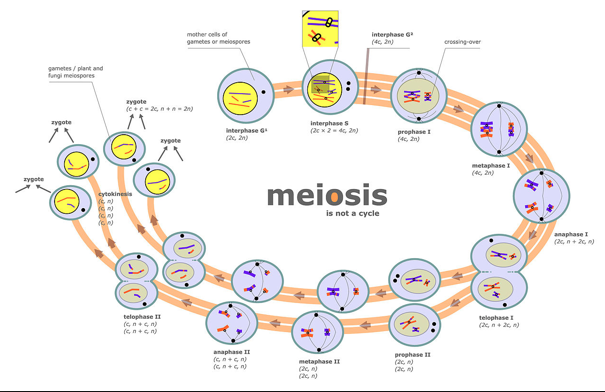 mother cells of
gametes or meiospores
interphase G²
(4c, 2n)
crossing-over
gametes / plant and
fungi meiospores
zygote
(c + c = 2c, n + n = 2n)
zygote
zygote
zygote
interphase G¹
(2c, 2n)
interphase S
(2c × 2 = 4c, 2n)
prophase I
(4c, 2n)
metaphase I
(4c, 2n)
cytokinesis
(c, n)
(c, n)
(c, n)
(c, n)
meiosis
is not a cycle
anaphase I
(2c, n + 2c, n)
telophase I
(2c, n + 2c, n)
telophase II
(c, n + c, n)
(c, n + c, n)
anaphase II
(c, n + c, n)
(c, n + c, n)
metaphase II
(2c, n)
(2c, n)
prophase II
(2c, n)
(2c, n)